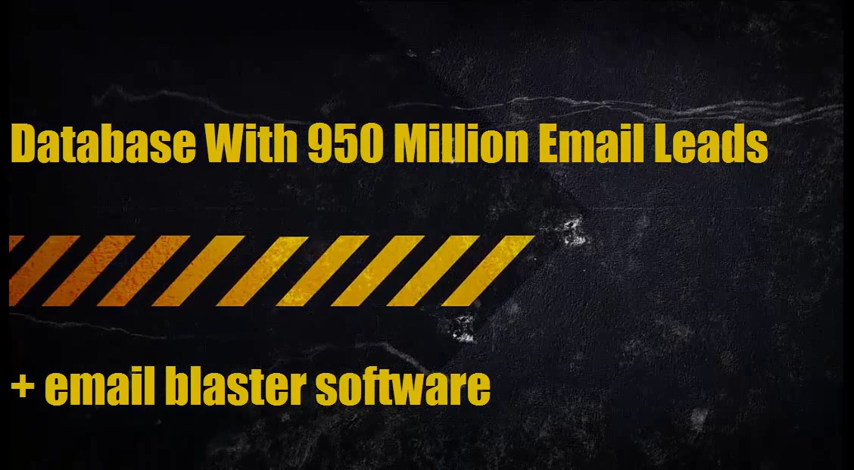 Database With 950 Million Email Leads
+ email blaster software